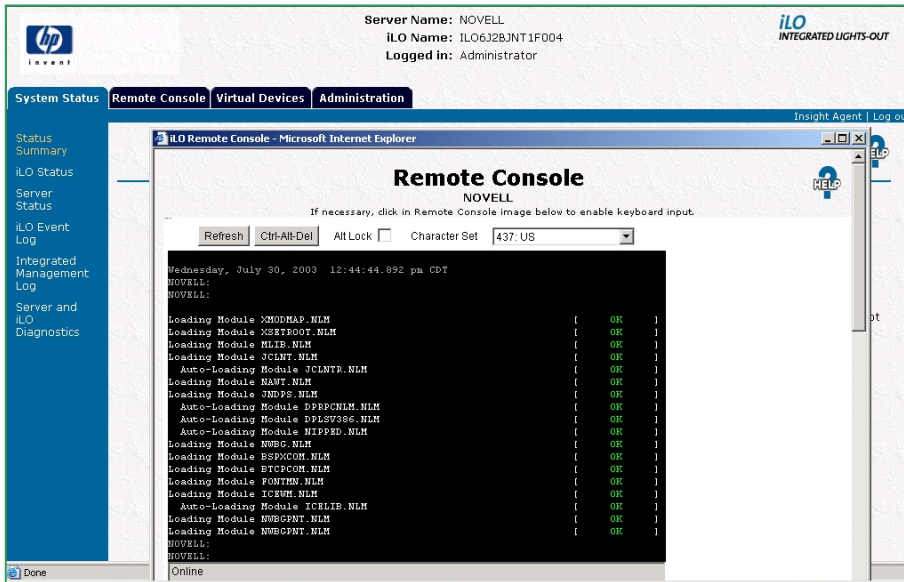 hp
invent
Server Name: NOVELL
iLO Name: ILO6J2BJNT1F004
Logged in: Administrator
iLO
INTEGRATED LIGHTS-OUT
System Status Remote Console Virtual Devices Administration
Insight Agent | Log ou
Status
Summary
iLO Status
Server
Status
iLO Event
Log
Integrated
Management
Log
Server and
iLO
Diagnostics
ELP
pt
iLO Remote Console - Microsoft Internet Explorer
Remote Console
NOVELL
If necessary, click in Remote Console image below to enable keyboard input.
? HELP
Refresh Ctrl-Alt-Del Alt Lock Character Set 437: US
Wednesday, July 30, 2003 12:44:44.892 pm CDT
NOVELL:
NOVELL:
Loading Module XMODMAP.NLM [ OK ]
Loading Module XSETROOT.NLM [ OK ]
Loading Module MLIB.NLM [ OK ]
Loading Module JCLNT.NLM [ OK ]
Auto-Loading Module JCLNTR.NLM [ OK ]
Loading Module NAWT.NLM [ OK ]
Loading Module JNDPS.NLM [ OK ]
Auto-Loading Module DPRPCNLM.NLM [ OK ]
Auto-Loading Module DPLSV386.NLM [ OK ]
Auto-Loading Module NIPPED.NLM [ OK ]
Loading Module NWBG.NLM [ OK ]
Loading Module BSPXCOM.NLM [ OK ]
Loading Module BTCPCOM.NLM [ OK ]
Loading Module FONTMN.NLM [ OK ]
Loading Module ICEWM.NLM [ OK ]
Auto-Loading Module ICELIB.NLM [ OK ]
Loading Module NWBGPNT.NLM [ OK ]
Loading Module NWBGPNT.NLM [ OK ]
NOVELL:
NOVELL:
Online
Done